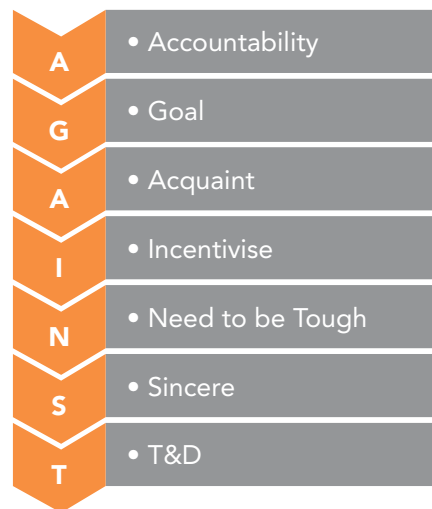 A • Accountability
G • Goal
A • Acquaint
I • Incentivise
N • Need to be Tough
S • Sincere
T • T&D